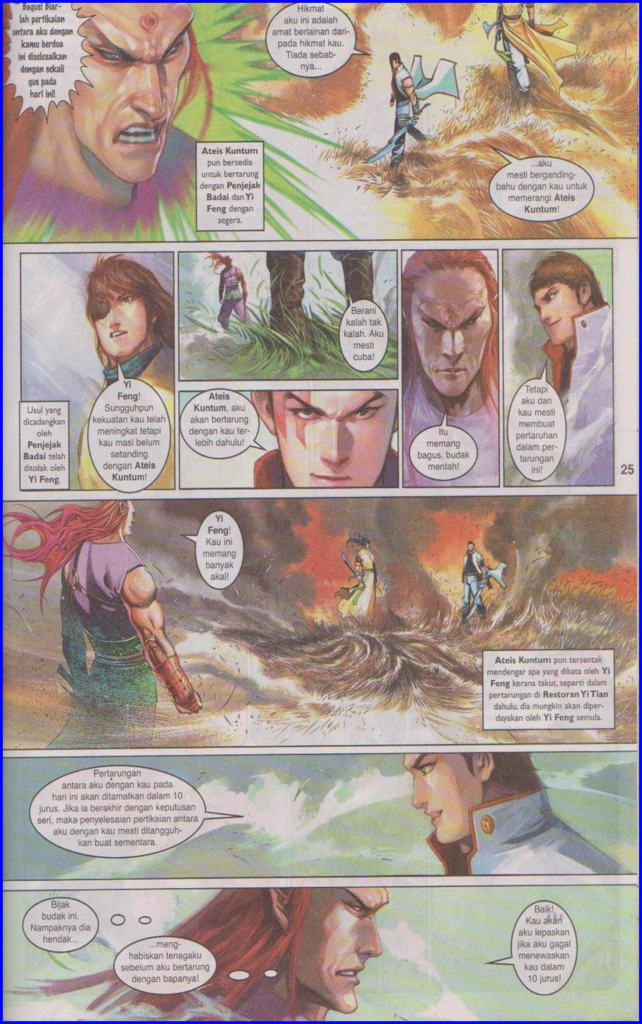 Bagus! Biar-
lah pertikaian
antara aku dengan
kamu berdua
ini diselesaikan
dengan sekali
gus pada
hari ini!
Ateis Kuntum
pun bersedia
untuk bertarung
dengan Penjejak
Badai dan Yi
Feng dengan
segera.
Hikmat
aku ini adalah
amat berlainan dari-
pada hikmat kau.
Tiada sebab-
nya...
...aku
mesti berganding-
bahu dengan kau untuk
memerangi Ateis
Kuntum!
Usul yang
dicadangkan
oleh
Penjejak
Badai telah
ditolak oleh
Yi Feng.
Yi
Feng!
Sungguhpun
kekuatan kau telah
meningkat tetapi
kau masi belum
setanding
dengan Ateis
Kuntum!
Berani
kalah tak
kalah. Aku
mesti
cuba!
Ateis
Kuntum, aku
akan bertarung
dengan kau ter-
lebih dahulu!
Itu
memang
bagus, budak
mentah!
Tetapi
aku dan
kau mesti
membuat
pertaruhan
dalam per-
tarungan
ini!
25
Yi
Feng!
Kau ini
memang
banyak
akal!
Ateis Kuntum pun tersentak
mendengar apa yang dikata oleh Yi
Feng kerana takut, seperti dalam
pertarungan di Restoran Yi Tian
dahulu, dia mungkin akan diper-
dayakan oleh Yi Feng semula.
Pertarungan
antara aku dengan kau pada
hari ini akan ditamatkan dalam 10
jurus. Jika ia berakhir dengan keputusan
seri, maka penyelesaian pertikaian antara
aku dengan kau mesti ditangguh-
kan buat sementara.
Bijak
budak ini.
Nampaknya dia
hendak...
...meng-
habiskan tenagaku
sebelum aku bertarung
dengan bapanya!
Baik!
Kau akan
aku lepaskan
jika aku gagal
menewaskan
kau dalam
10 jurus!